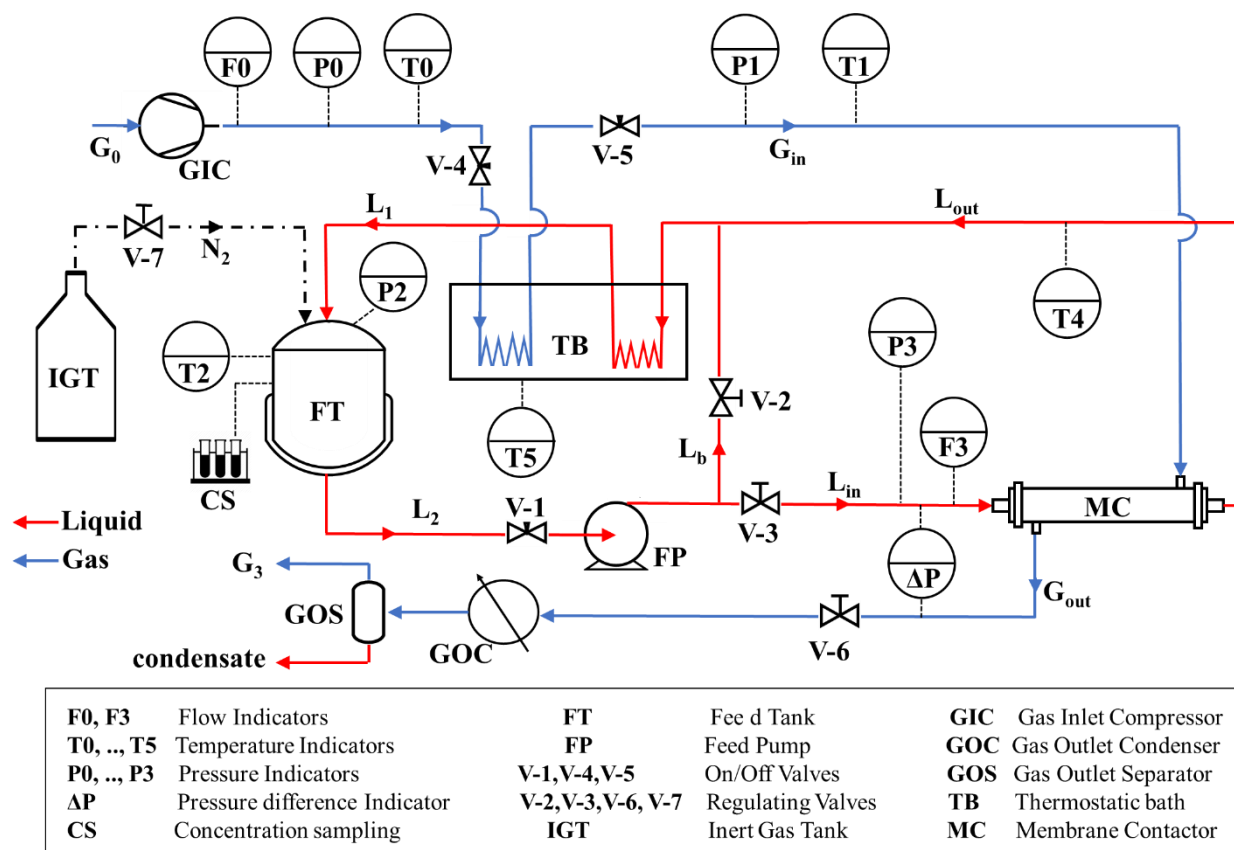 F0
P0
T0
P1
T1
G0
GIC
V-4
V-5
Gin
L1
Lout
V-7
N2
P2
T4
IGT
T2
TB
P3
FT
V-2
T5
Lb
F3
CS
L2
V-1
Lin
MC
V-3
FP
Liquid
Gas
G3
ΔP
Gout
GOS
GOC
V-6
condensate
F0, F3 Flow Indicators FT Fee d Tank GIC Gas Inlet Compressor
T0, .., T5 Temperature Indicators FP Feed Pump GOC Gas Outlet Condenser
P0, .., P3 Pressure Indicators V-1,V-4,V-5 On/Off Valves GOS Gas Outlet Separator
ΔP Pressure difference Indicator V-2,V-3,V-6, V-7 Regulating Valves TB Thermostatic bath
CS Concentration sampling IGT Inert Gas Tank MC Membrane Contactor